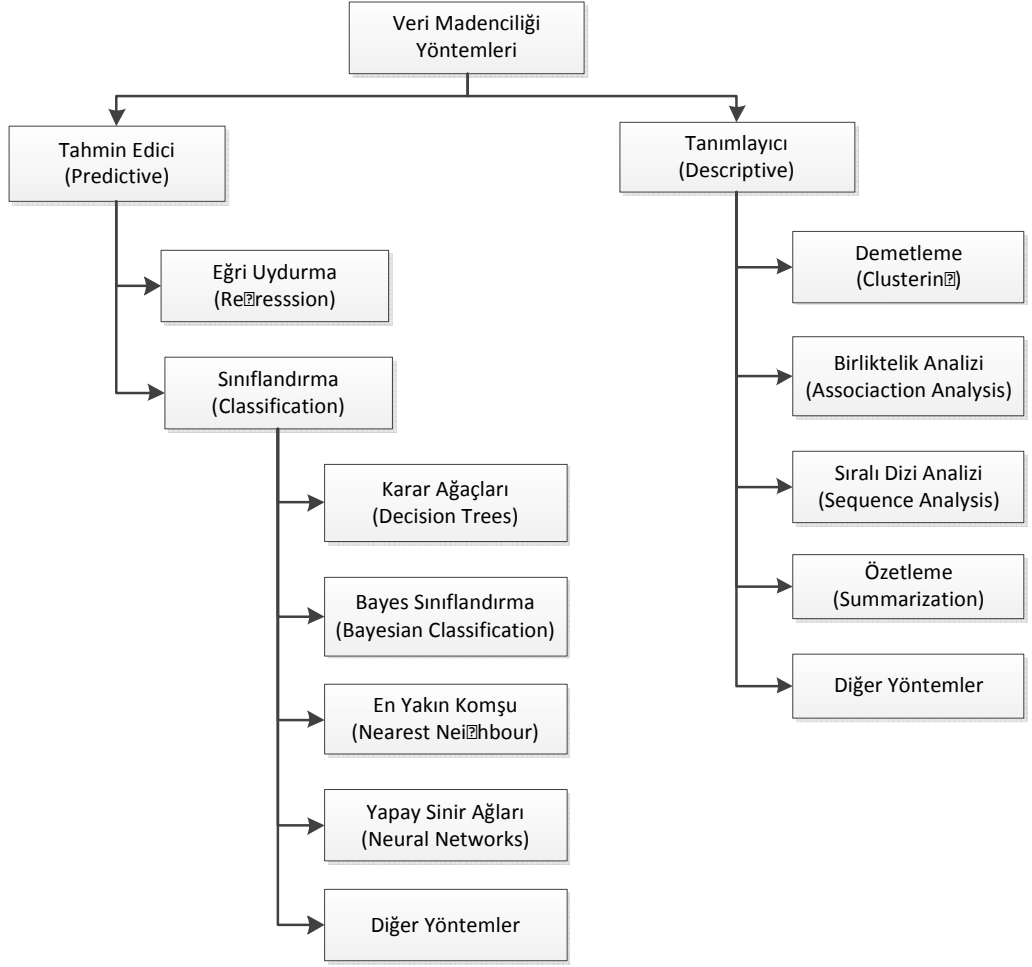 Veri Madenciliği
Yöntemleri
Tahmin Edici
(Predictive)
Eğri Uydurma
(Re�resssion)
Sınıflandırma
(Classification)
Karar Ağaçları
(Decision Trees)
Bayes Sınıflandırma
(Bayesian Classification)
En Yakın Komşu
(Nearest Nei�hbour)
Yapay Sinir Ağları
(Neural Networks)
Diğer Yöntemler
Tanımlayıcı
(Descriptive)
Demetleme
(Clusterin�)
Birliktelik Analizi
(Associaction Analysis)
Sıralı Dizi Analizi
(Sequence Analysis)
Özetleme
(Summarization)
Diğer Yöntemler